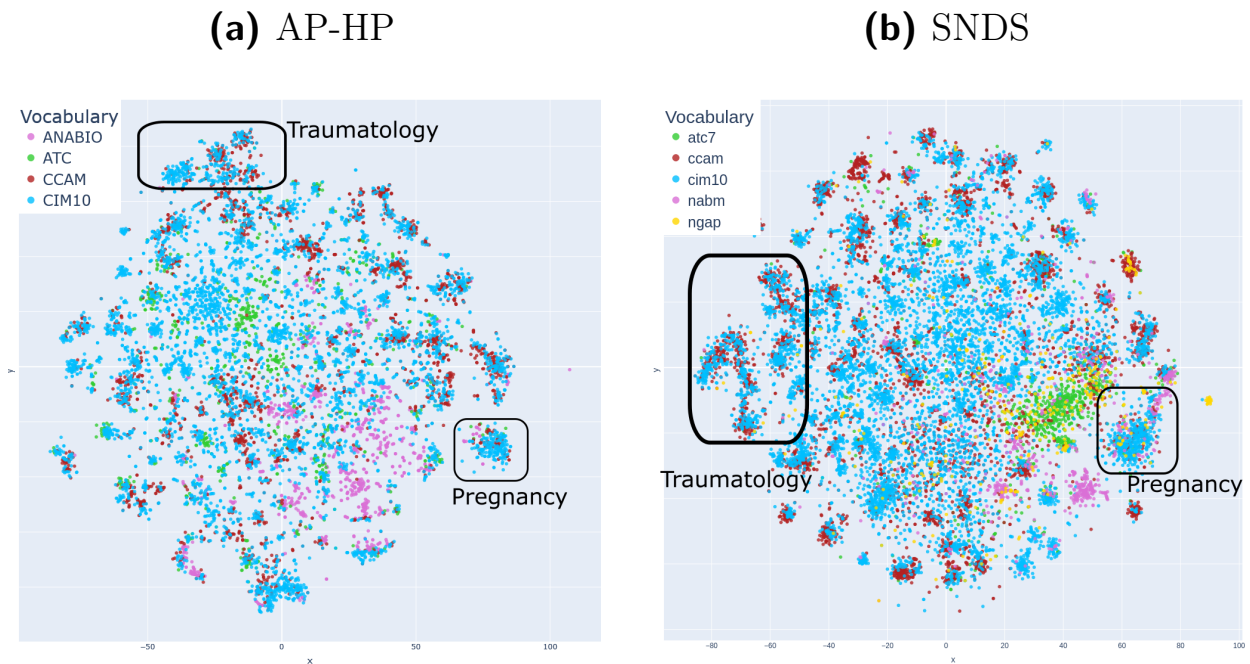 (a) AP-HP
(b) SNDS
Vocabulary
ANABIO
ATC
CCAM
CIM10
Traumatology
Pregnancy
y
−50
0
50
100
x
Vocabulary
atc7
ccam
cim10
nabm
ngap
Traumatology
Pregnancy
y
−80
−60
−40
−20
0
20
40
60
80
100
x